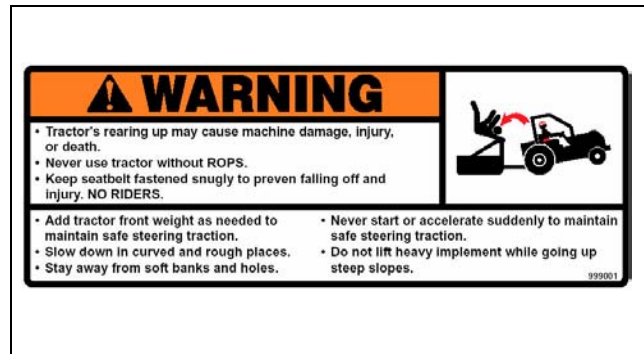 WARNING
• Tractor's rearing up may cause machine damage, injury,
or death.
• Never use tractor without ROPS.
• Keep seatbelt fastened snugly to preven falling off and
injury. NO RIDERS.
• Add tractor front weight as needed to
maintain safe steering traction.
• Slow down in curved and rough places.
• Stay away from soft banks and holes.
• Never start or accelerate suddenly to maintain
safe steering traction.
• Do not lift heavy implement while going up
steep slopes.
999001